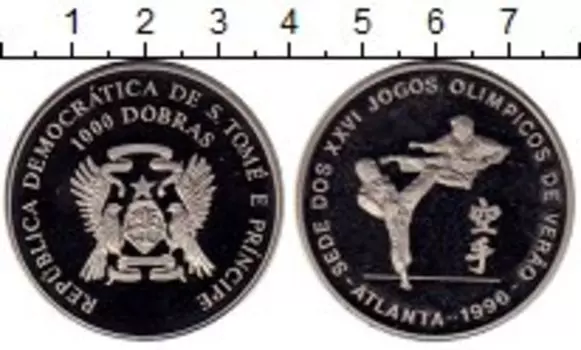 1 2 3 4 5 6 7
REPÚBLICA DEMOCRÁTICA DE S. TOMÉ E PRÍNCIPE
1000 DOBRAS
SEDE DOS XXVI JOGOS OLIMPICOS DE VERÃO
空手
-ATLANTA-1996-